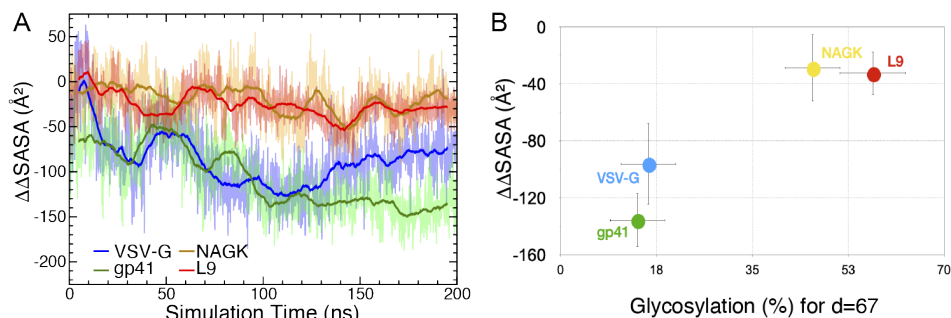 A
ΔΔSASA (Å²)
50
0
-50
-100
-150
-200
VSV-G
NAGK
gp41
L9
0
50
100
150
200
Simulation Time (ns)
B
ΔΔSASA (Å²)
0
-40
-80
-120
-160
NAGK
L9
VSV-G
gp41
0
18
35
53
70
Glycosylation (%) for d=67